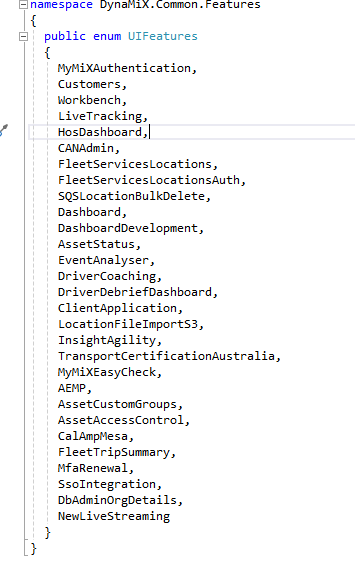 namespace DynaMiX.Common.Features
{
public enum UIFeatures
{
MyMiXAuthentication,
Customers,
Workbench,
LiveTracking,
HosDashboard,
CANAdmin,
FleetServicesLocations,
FleetServicesLocationsAuth,
SQSLocationBulkDelete,
Dashboard,
DashboardDevelopment,
AssetStatus,
EventAnalyser,
DriverCoaching,
DriverDebriefDashboard,
ClientApplication,
LocationFileImportS3,
InsightAgility,
TransportCertificationAustralia,
MyMiXEasyCheck,
AEMP,
AssetCustomGroups,
AssetAccessControl,
CalAmpMesa,
FleetTripSummary,
MfaRenewal,
SsoIntegration,
DbAdminOrgDetails,
NewLiveStreaming
}
}